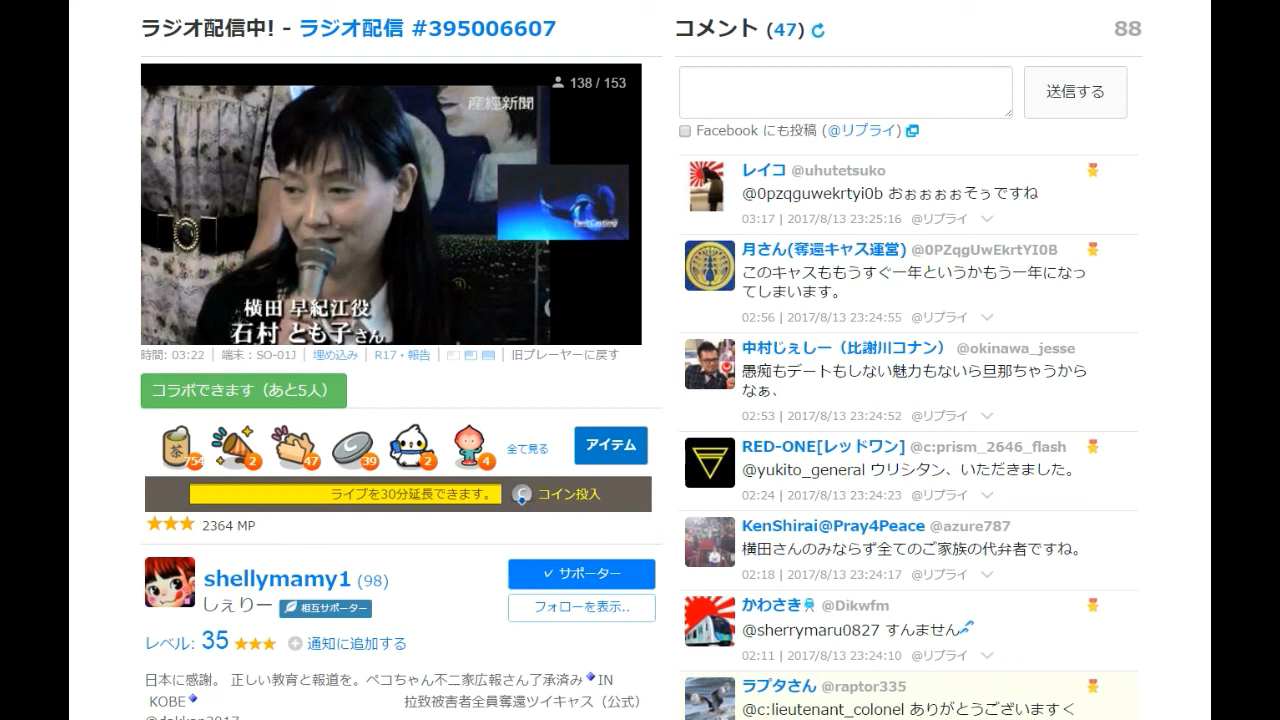 ラジオ配信中! - ラジオ配信 #395006607
138 / 153
産經新聞
TwitCasting
横田 早紀江役
石村 とも子さん
時間: 03:22 | 端末：SO-01J | 埋め込み | R17・報告 | 旧プレーヤーに戻す
コラボできます（あと5人）
茶
754 2 47 39 2 4 全て見る アイテム
ライブを30分延長できます。 C コイン投入
2364 MP
shellymamy1 (98)
✓ サポーター
しぇりー 相互サポーター
フォローを表示..
レベル: 35 通知に追加する
日本に感謝。 正しい教育と報道を。ペコちゃん不二家広報さん了承済み IN
KOBE 拉致被害者全員奪還ツイキャス（公式）
@dakkan2017
コメント (47) 88
送信する
Facebook にも投稿 (@リプライ)
レイコ @uhutetsuko
@0pzqguwekrtyi0b おぉぉぉぉそぅですね
03:17 | 2017/8/13 23:25:16 @リプライ
月さん(奪還キャス運営) @0PZqgUwEkrtYI0B
このキャスももうすぐ一年というかもう一年になっ
てしまいます。
02:56 | 2017/8/13 23:24:55 @リプライ
中村じぇしー（比謝川コナン） @okinawa_jesse
愚痴もデートもしない魅力もないら旦那ちゃうから
なぁ、
02:53 | 2017/8/13 23:24:52 @リプライ
RED-ONE[レッドワン] @c:prism_2646_flash
@yukito_general ウリシタン、いただきました。
02:24 | 2017/8/13 23:24:23 @リプライ
KenShirai@Pray4Peace @azure787
横田さんのみならず全てのご家族の代弁者ですね。
02:18 | 2017/8/13 23:24:17 @リプライ
かわさき @Dikwfm
@sherrymaru0827 すんません
02:11 | 2017/8/13 23:24:10 @リプライ
ラプタさん @raptor335
@c:lieutenant_colonel ありがとうございますく